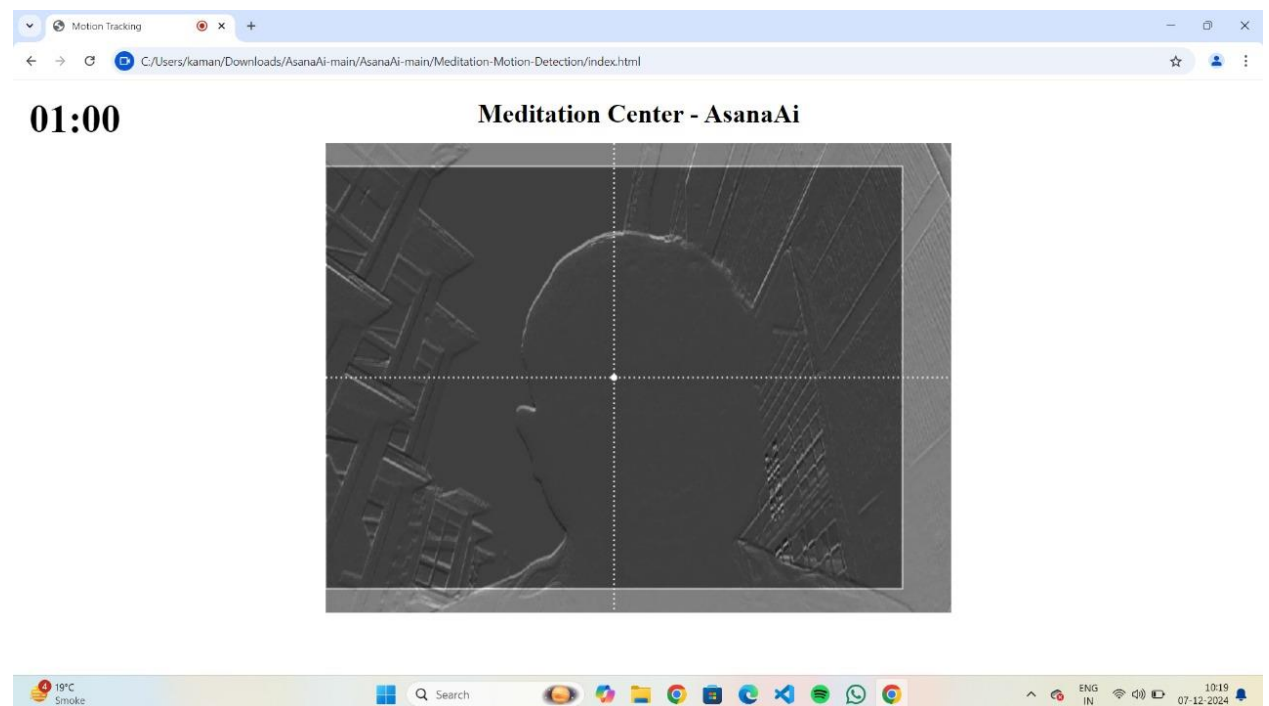 Motion Tracking
C:/Users/kaman/Downloads/AsanaAi-main/AsanaAi-main/Meditation-Motion-Detection/index.html
01:00
Meditation Center - AsanaAi
4
19°C
Smoke
Search
ENG
IN
10:19
07-12-2024